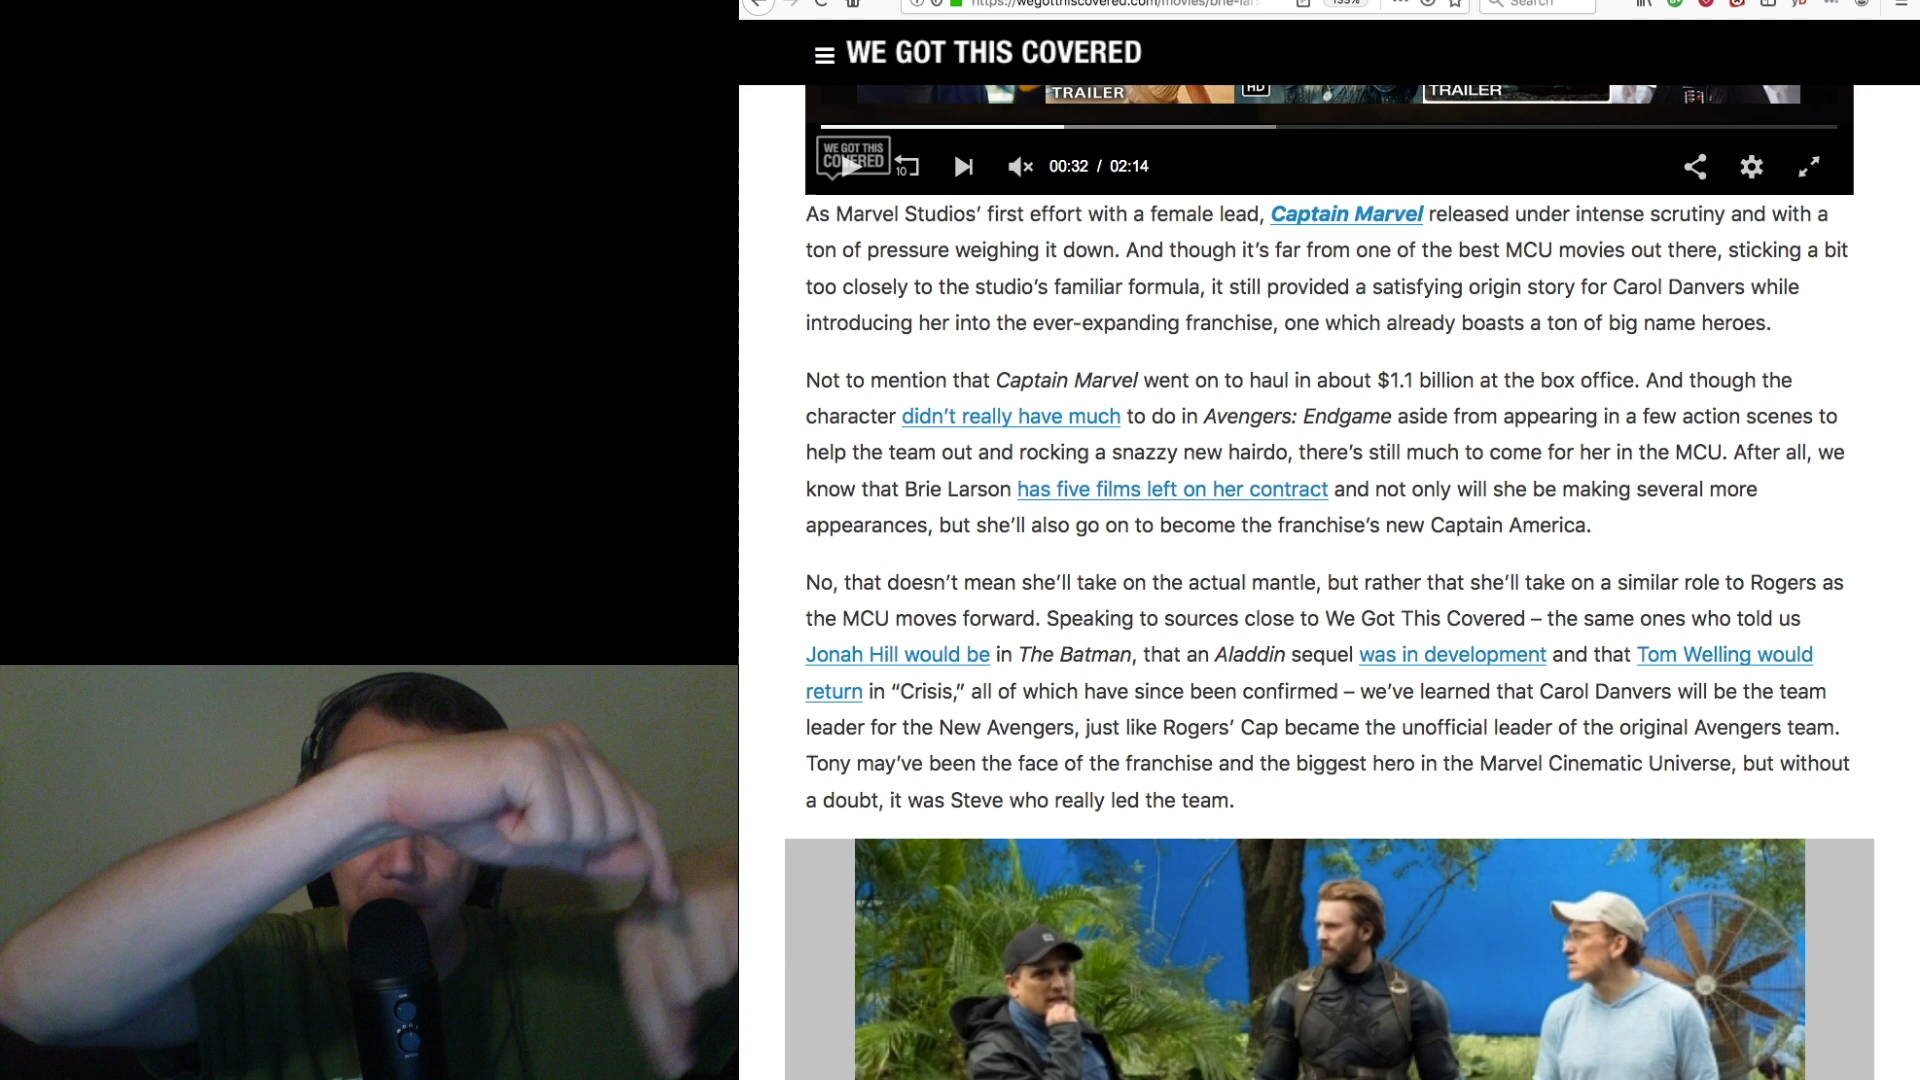 https://wegotthiscovered.com/movies/brie-lars
133%
Search
WE GOT THIS COVERED
TRAILER
HD
TRAILER
WE GOT THIS
COVERED
10
00:32 / 02:14
As Marvel Studios’ first effort with a female lead, Captain Marvel released under intense scrutiny and with a
ton of pressure weighing it down. And though it’s far from one of the best MCU movies out there, sticking a bit
too closely to the studio’s familiar formula, it still provided a satisfying origin story for Carol Danvers while
introducing her into the ever-expanding franchise, one which already boasts a ton of big name heroes.
Not to mention that Captain Marvel went on to haul in about $1.1 billion at the box office. And though the
character didn’t really have much to do in Avengers: Endgame aside from appearing in a few action scenes to
help the team out and rocking a snazzy new hairdo, there’s still much to come for her in the MCU. After all, we
know that Brie Larson has five films left on her contract and not only will she be making several more
appearances, but she’ll also go on to become the franchise’s new Captain America.
No, that doesn’t mean she’ll take on the actual mantle, but rather that she’ll take on a similar role to Rogers as
the MCU moves forward. Speaking to sources close to We Got This Covered – the same ones who told us
Jonah Hill would be in The Batman, that an Aladdin sequel was in development and that Tom Welling would
return in “Crisis,” all of which have since been confirmed – we’ve learned that Carol Danvers will be the team
leader for the New Avengers, just like Rogers’ Cap became the unofficial leader of the original Avengers team.
Tony may’ve been the face of the franchise and the biggest hero in the Marvel Cinematic Universe, but without
a doubt, it was Steve who really led the team.